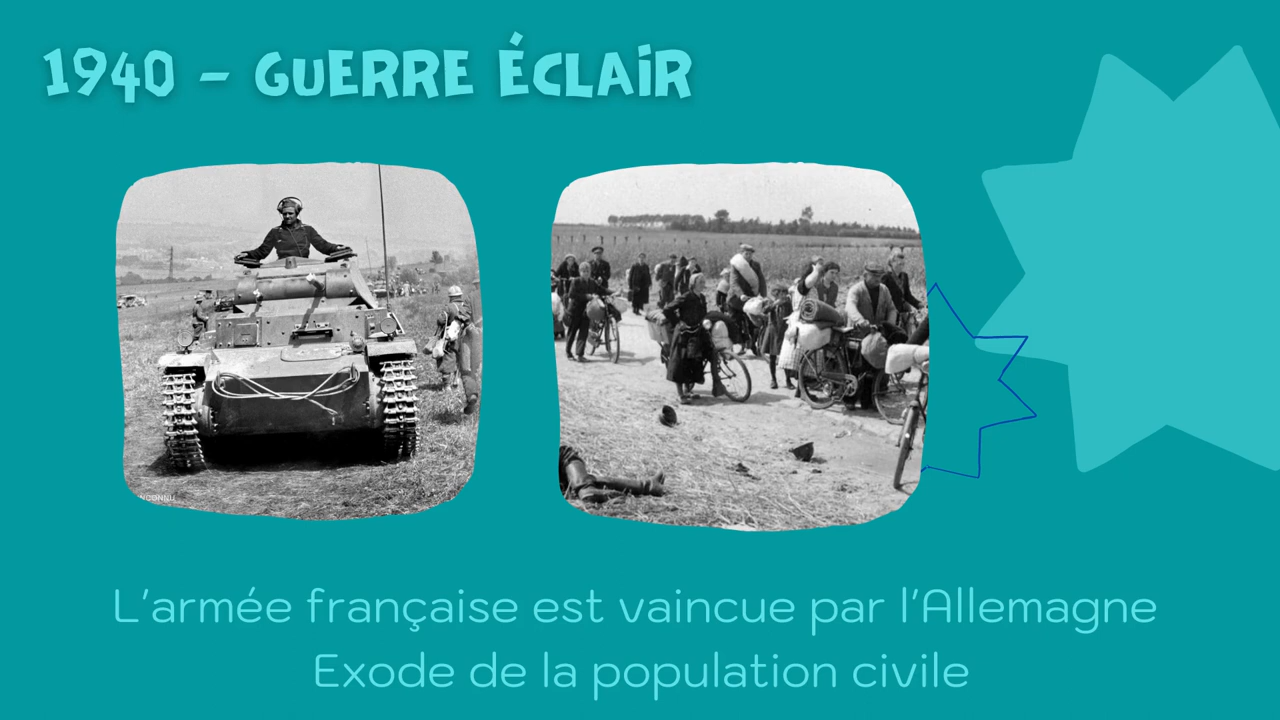 1940 - GUERRE ÉCLAIR
L'armée française est vaincue par l'Allemagne
Exode de la population civile